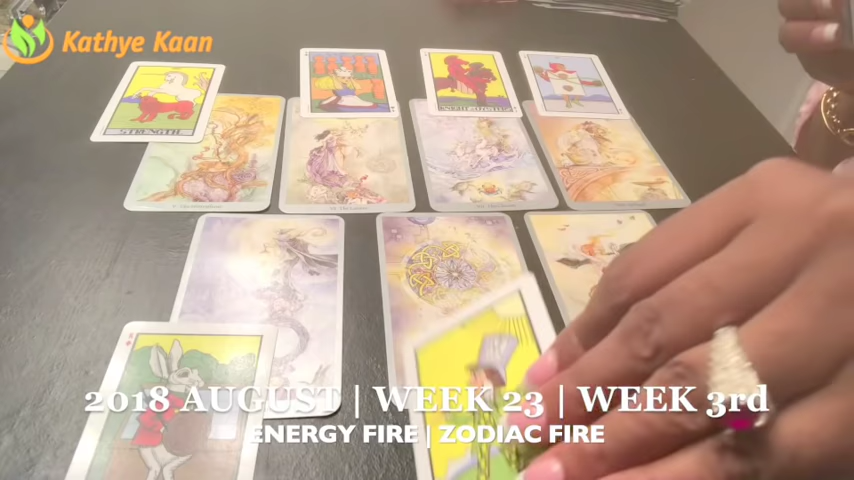 Kathye Kaan
STRENGTH
2018 AUGUST | WEEK 23 | WEEK 3rd
ENERGY FIRE | ZODIAC FIRE